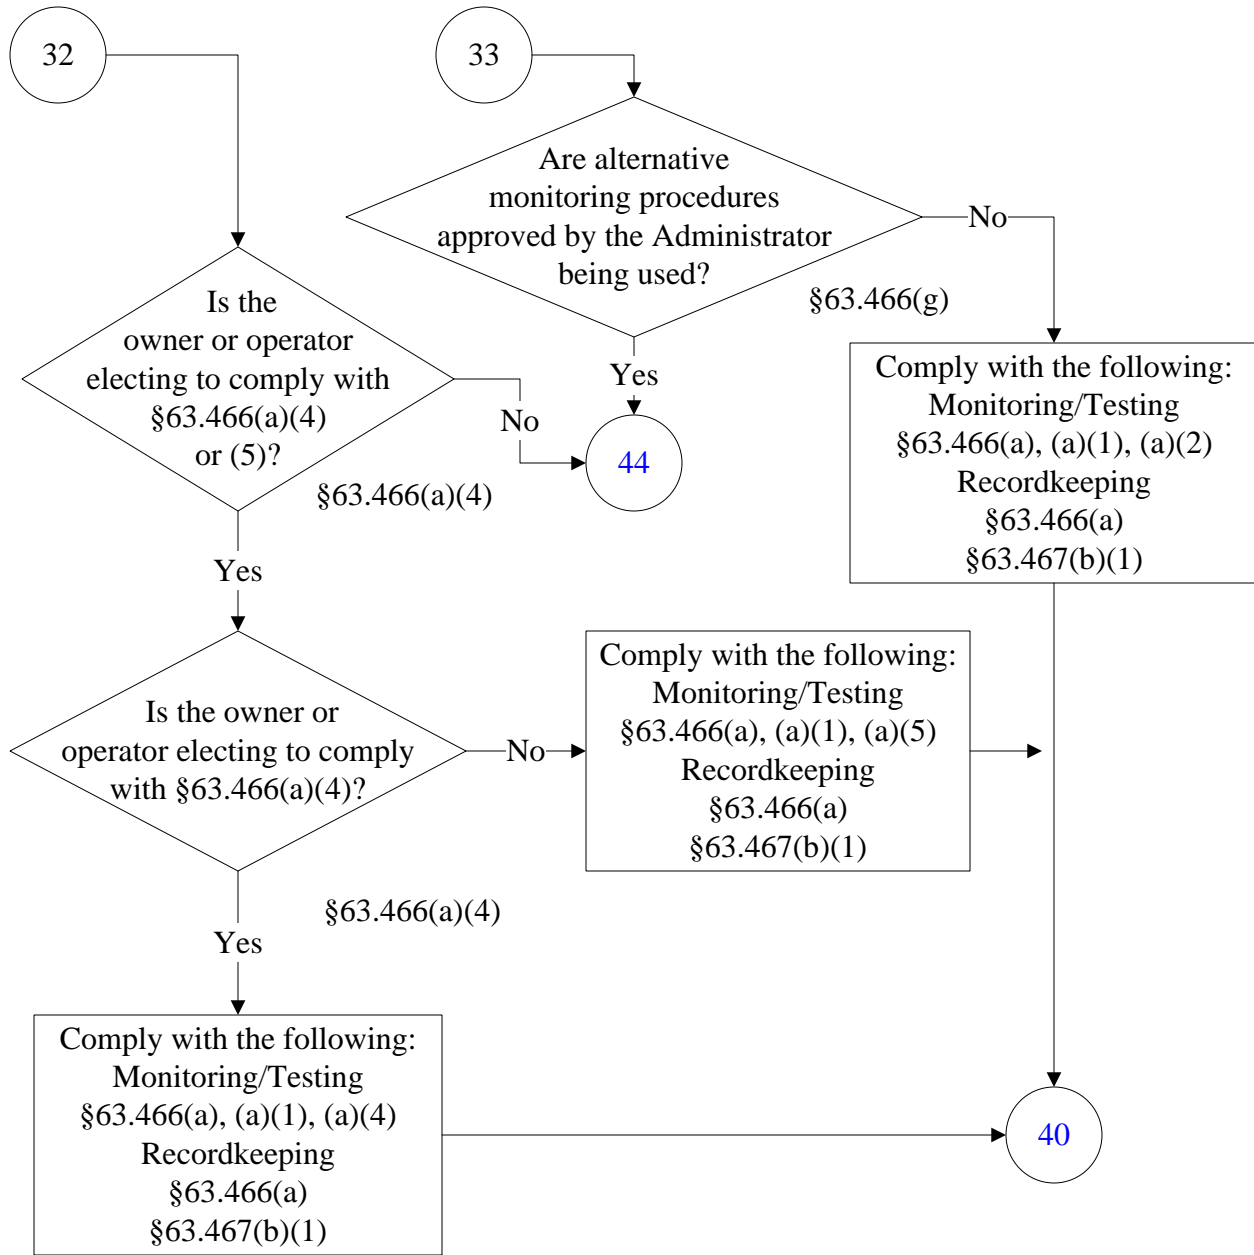 32
33
Are alternative
monitoring procedures
approved by the Administrator
being used?
No
§63.466(g)
Yes
44
Is the
owner or operator
electing to comply with
§63.466(a)(4)
or (5)?
No
§63.466(a)(4)
Yes
Comply with the following:
Monitoring/Testing
§63.466(a), (a)(1), (a)(2)
Recordkeeping
§63.466(a)
§63.467(b)(1)
Is the owner or
operator electing to comply
with §63.466(a)(4)?
No
Comply with the following:
Monitoring/Testing
§63.466(a), (a)(1), (a)(5)
Recordkeeping
§63.466(a)
§63.467(b)(1)
§63.466(a)(4)
Yes
Comply with the following:
Monitoring/Testing
§63.466(a), (a)(1), (a)(4)
Recordkeeping
§63.466(a)
§63.467(b)(1)
40